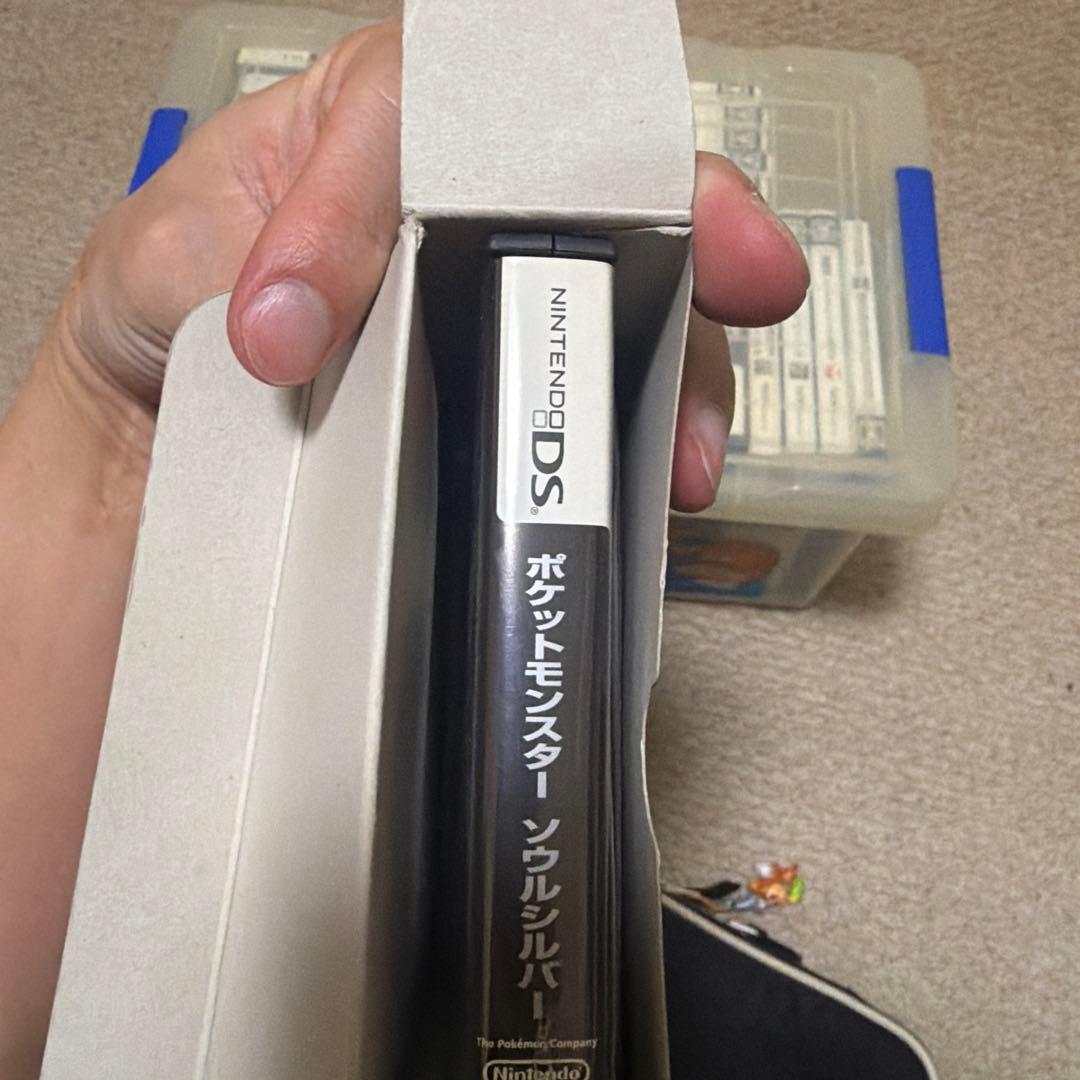 NINTENDO DS®
ポケットモンスター ソウルシルバー
The Pokémon Company
Nintendo®